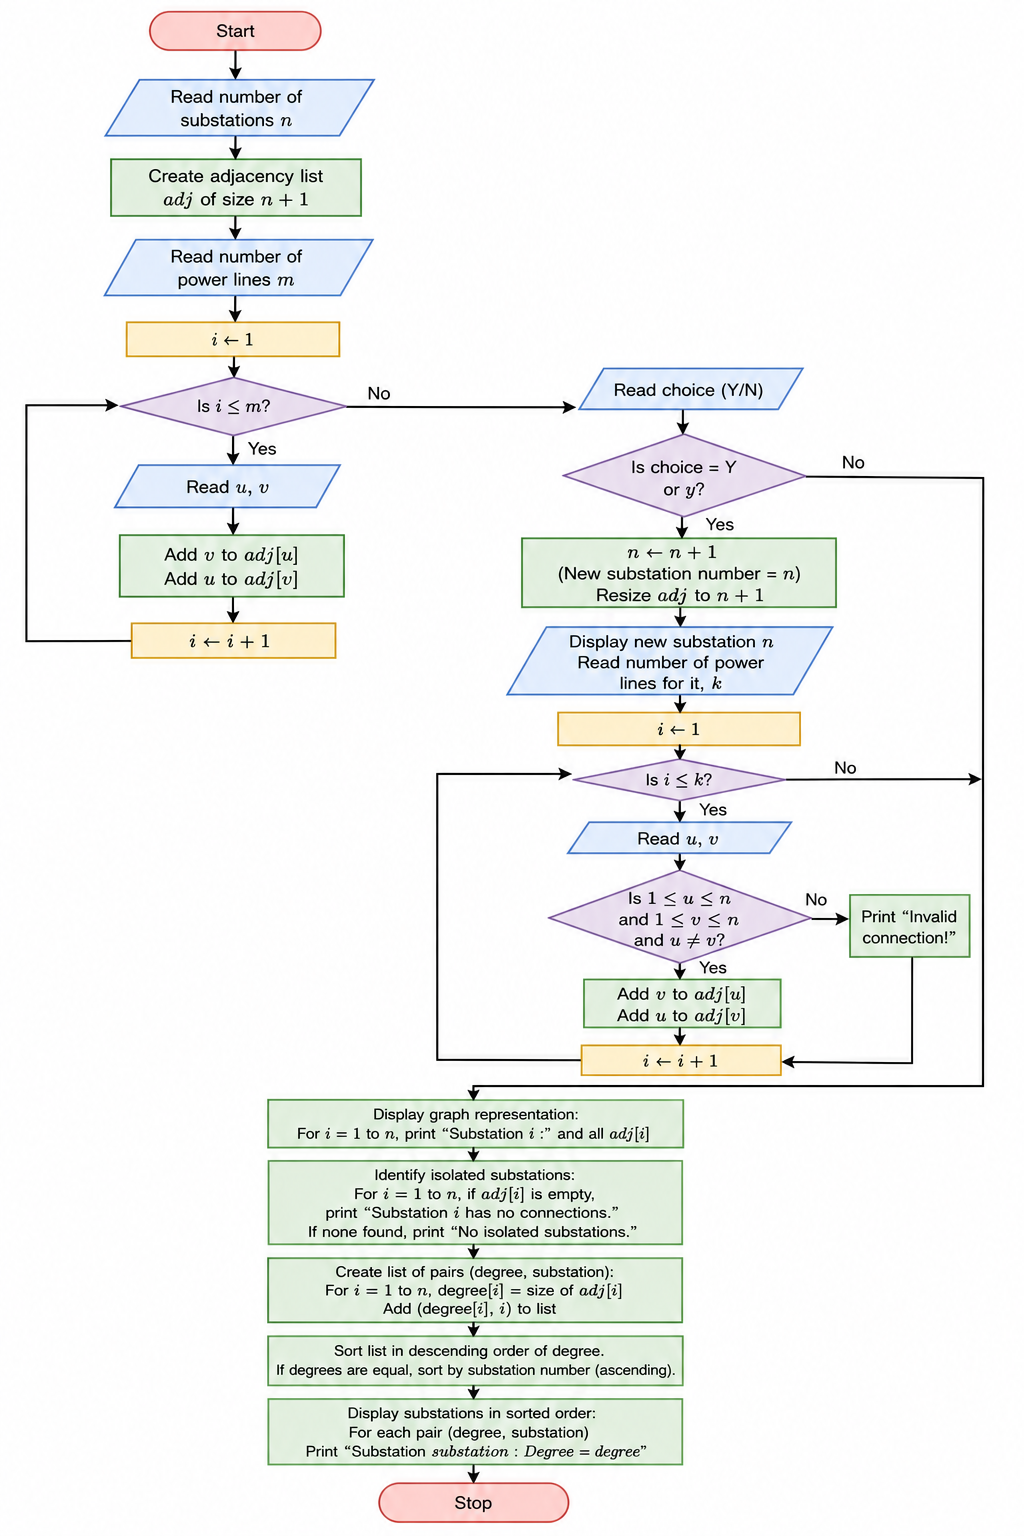 Start
Read number of
substations n
Create adjacency list
adj of size n + 1
Read number of
power lines m
i ← 1
Is i ≤ m?
No
Yes
Read u, v
Add v to adj[u]
Add u to adj[v]
i ← i + 1
Read choice (Y/N)
Is choice = Y
or y?
No
Yes
n ← n + 1
(New substation number = n)
Resize adj to n + 1
Display new substation n
Read number of power
lines for it, k
i ← 1
Is i ≤ k?
No
Yes
Read u, v
Is 1 ≤ u ≤ n
and 1 ≤ v ≤ n
and u ≠ v?
No
Print “Invalid
connection!”
Yes
Add v to adj[u]
Add u to adj[v]
i ← i + 1
Display graph representation:
For i = 1 to n, print “Substation i :” and all adj[i]
Identify isolated substations:
For i = 1 to n, if adj[i] is empty,
print “Substation i has no connections.”
If none found, print “No isolated substations.”
Create list of pairs (degree, substation):
For i = 1 to n, degree[i] = size of adj[i]
Add (degree[i], i) to list
Sort list in descending order of degree.
If degrees are equal, sort by substation number (ascending).
Display substations in sorted order:
For each pair (degree, substation)
Print “Substation substation : Degree = degree”
Stop